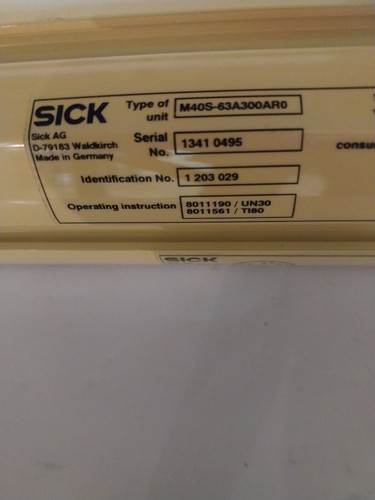 SICK
Sick AG
D-79183 Waldkirch
Made in Germany
Type of unit M40S-63A300AR0
Serial No. 1341 0495
Identification No. 1 203 029
Operating instruction 8011190 / UN30
8011561 / TI80
SICK